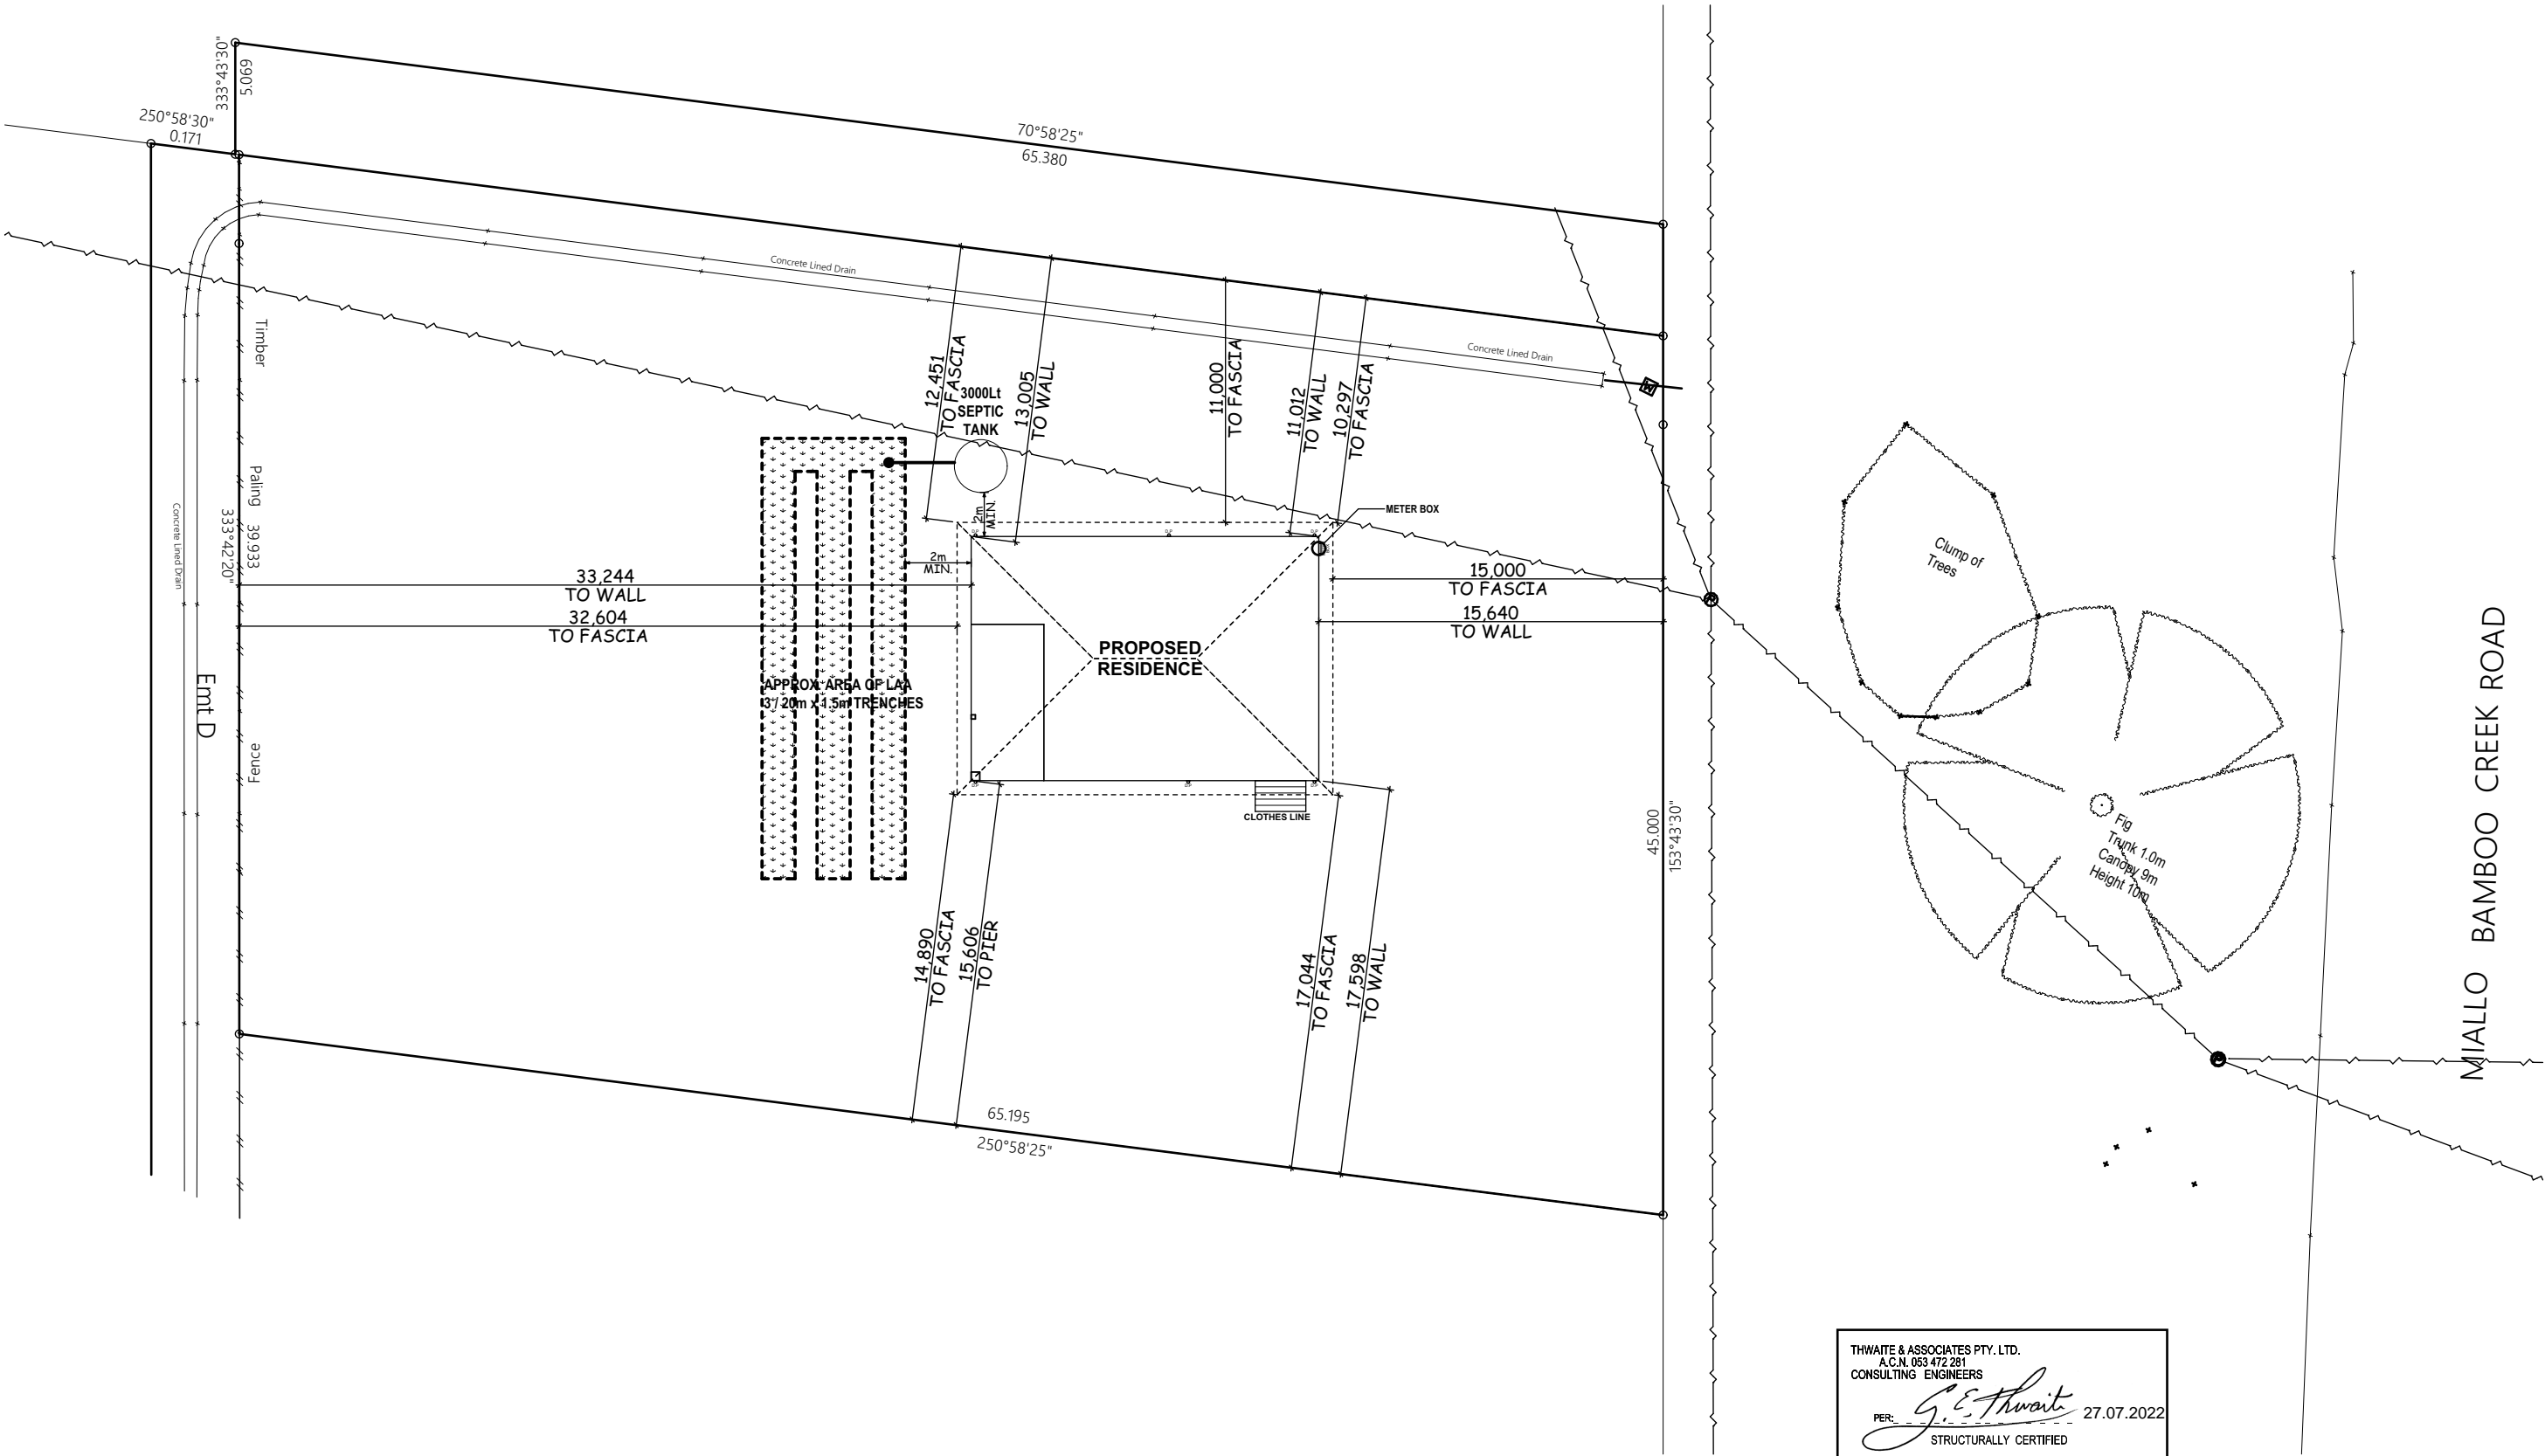 333°43'30"
5.069
250°58'30"
0.171
70°58'25"
65.380
Concrete Lined Drain
Concrete Lined Drain
Timber
Paling
39.933
333°42'20"
Fence
Concrete Lined Drain
Emt D
12,451
TO FASCIA
3000Lt
SEPTIC
TANK
13,005
TO WALL
11,000
TO FASCIA
11,012
TO WALL
10,297
TO FASCIA
METER BOX
2m
MIN.
2m
MIN.
33,244
TO WALL
32,604
TO FASCIA
15,000
TO FASCIA
15,640
TO WALL
PROPOSED
RESIDENCE
APPROX. AREA OF LAA
3 / 20m x 1.5m TRENCHES
CLOTHES LINE
14,890
TO FASCIA
15,606
TO PIER
17,044
TO FASCIA
17,598
TO WALL
45.000
153°43'30"
65.195
250°58'25"
Clump of
Trees
Fig
Trunk 1.0m
Canopy 9m
Height 10m
MIALLO BAMBOO CREEK ROAD
THWAITE & ASSOCIATES PTY. LTD.
A.C.N. 053 472 281
CONSULTING ENGINEERS
PER: G. E. Thwaite 27.07.2022
STRUCTURALLY CERTIFIED